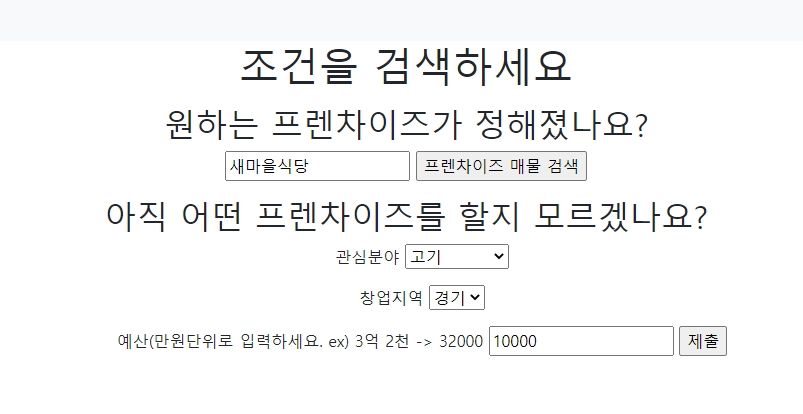 조건을 검색하세요
원하는 프렌차이즈가 정해졌나요?
새마을식당 프렌차이즈 매물 검색
아직 어떤 프렌차이즈를 할지 모르겠나요?
관심분야 고기
창업지역 경기
예산(만원단위로 입력하세요. ex) 3억 2천 -> 32000 10000 제출